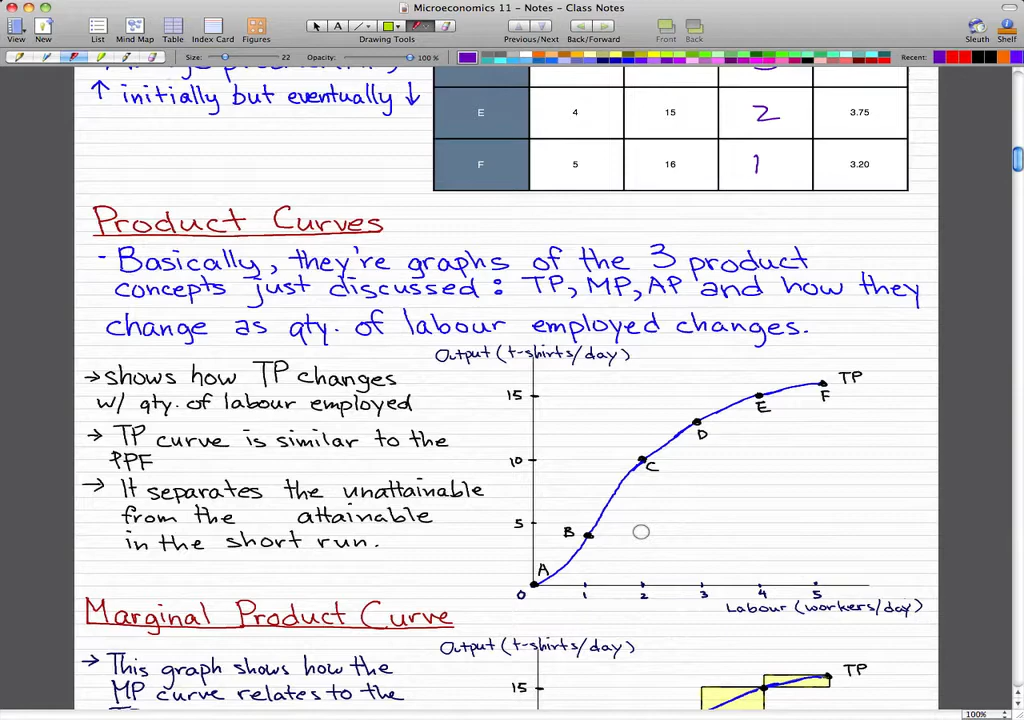 Microeconomics 11 - Notes - Class Notes
View New List Mind Map Table Index Card Figures Drawing Tools Previous/Next Back/Forward Front Back Sleuth Shelf
Size: 22 Opacity: 100 % Recent:
↑ initially but eventually ↓
E 4 15 2 3.75
F 5 16 1 3.20
Product Curves
- Basically, they're graphs of the 3 product
concepts just discussed: TP, MP, AP and how they
change as qty. of labour employed changes.
Output (t-shirts/day)
→ shows how TP changes
w/ qty. of labour employed
→ TP curve is similar to the
PPF
→ It separates the unattainable
from the attainable
in the short run.
TP
15
F
E
D
10
C
5
B
A
0 1 2 3 4 5
Labour (workers/day)
Marginal Product Curve
Output (t-shirts/day)
→ This graph shows how the
MP curve relates to the
TP
15
100%